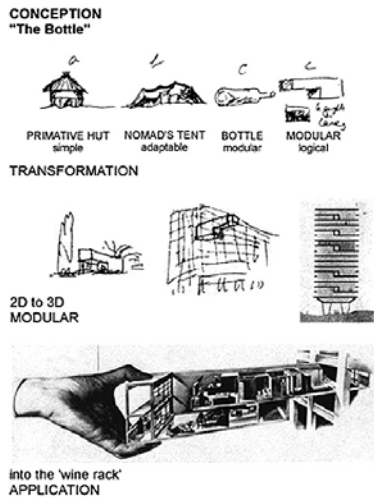 CONCEPTION
"The Bottle"
a b c c
PRIMATIVE HUT NOMAD'S TENT BOTTLE MODULAR
simple adaptable modular logical
TRANSFORMATION
2D to 3D
MODULAR
into the 'wine rack'
APPLICATION